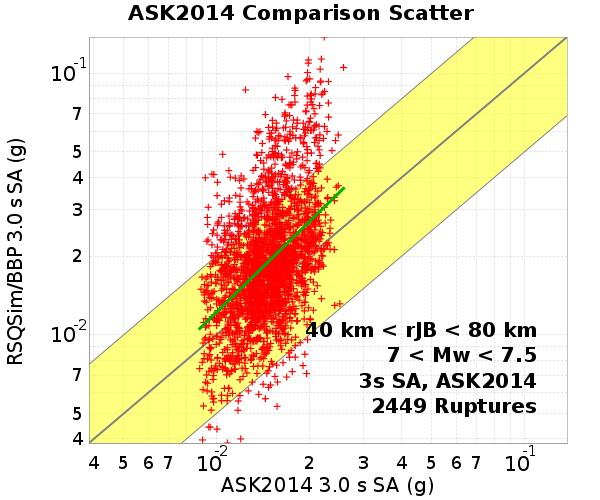 ASK2014 Comparison Scatter
RSQSim/BBP 3.0 s SA (g)
10-1
7
5
4
3
2
10-2
7
5
4
40 km < rJB < 80 km
7 < Mw < 7.5
3s SA, ASK2014
2449 Ruptures
4 5 6 7 10-2 2 3 4 5 6 7 10-1
ASK2014 3.0 s SA (g)